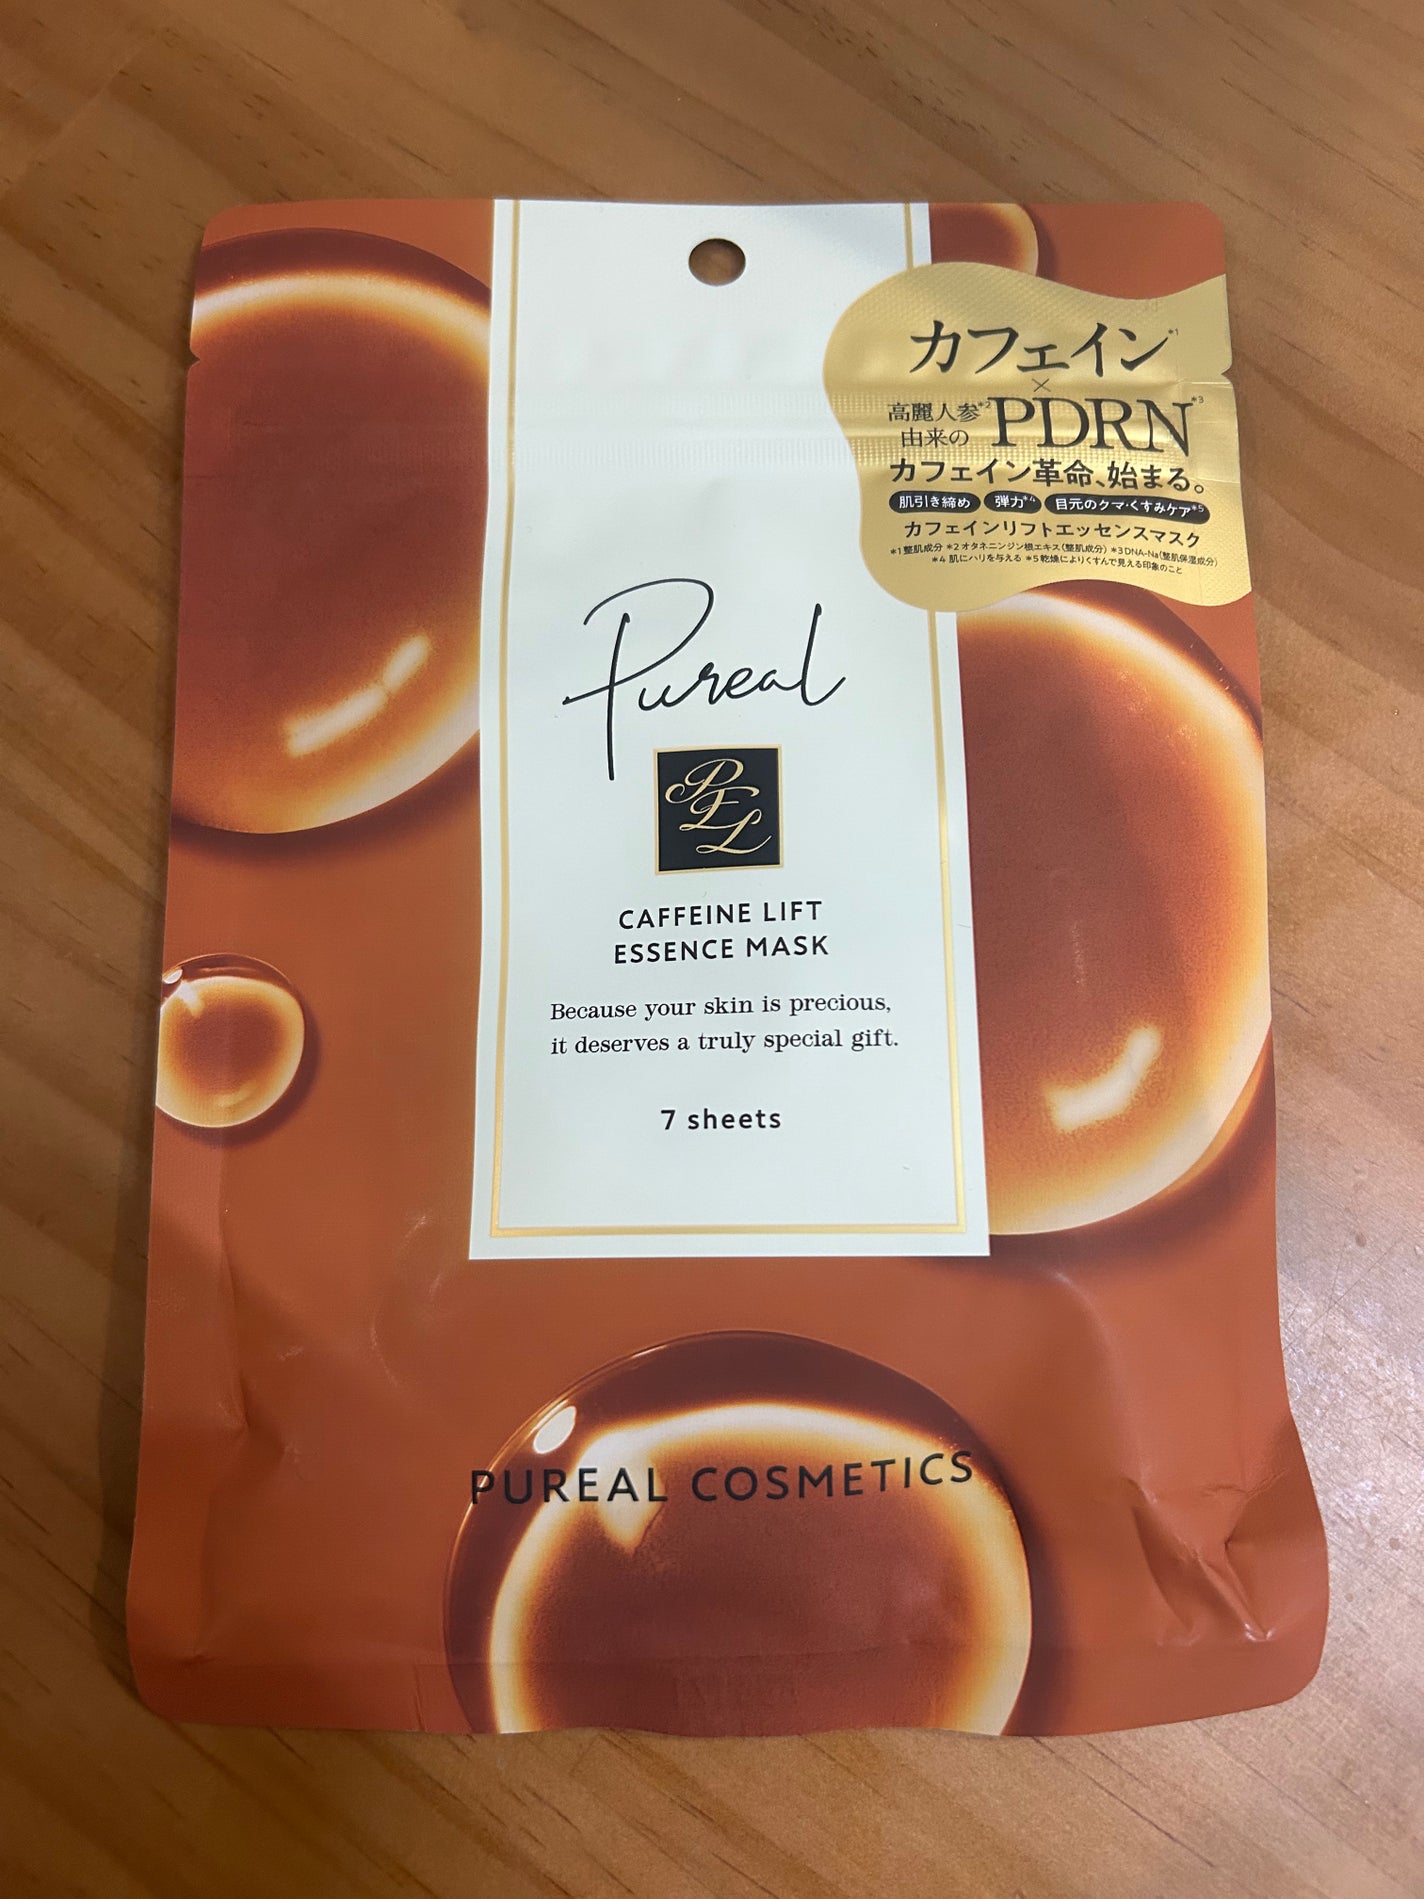 カフェイン*1
×
高麗人参*2
由来の
PDRN*3
カフェイン革命、始まる。
肌引き締め 弾力*4 目元のクマ・くすみケア*5
カフェインリフトエッセンスマスク
*1 整肌成分 *2 オタネニンジン根エキス(整肌成分) *3 DNA-Na(整肌保湿成分)
*4 肌にハリを与える *5 乾燥によりくすんで見える印象のこと
Pureal
PEL
CAFFEINE LIFT
ESSENCE MASK
Because your skin is precious,
it deserves a truly special gift.
7 sheets
PUREAL COSMETICS